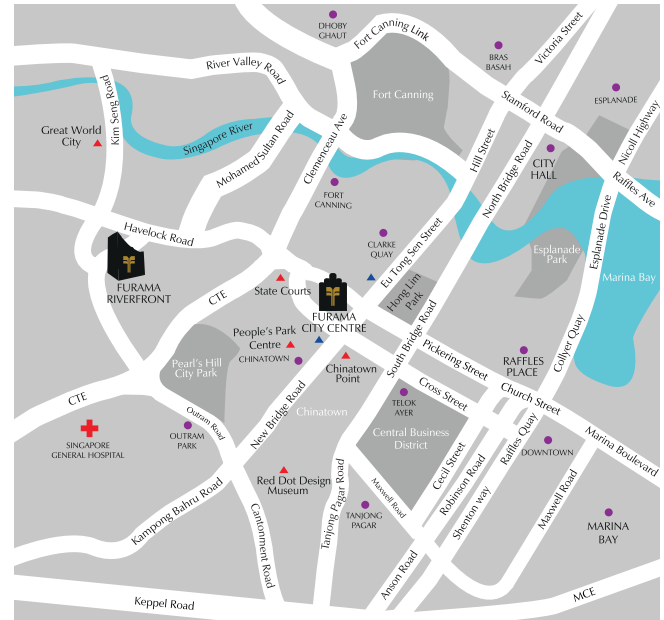 DHOBY
GHAUT
Fort Canning Link
Victoria Street
BRAS
BASAH
River Valley Road
Fort Canning
ESPLANADE
Kim Seng Road
Stamford Road
Nicoll Highway
Great World
City
Singapore River
Mohamed Sultan Road
Clemenceau Ave
Hill Street
CITY
HALL
North Bridge Road
Raffles Ave
FORT
CANNING
Havelock Road
CLARKE
QUAY
Eu Tong Sen Street
Esplanade
Park
Esplanade Drive
Marina Bay
FURAMA
RIVERFRONT
CTE
State Courts
Hong Lim
Park
FURAMA
CITY CENTRE
South Bridge Road
Collyer Quay
People's Park
Centre
CHINATOWN
Pickering Street
RAFFLES
PLACE
Pearl's Hill
City Park
Chinatown
Point
Cross Street
Church Street
CTE
Outram Road
New Bridge Road
Chinatown
TELOK
AYER
Raffles Quay
Marina Boulevard
SINGAPORE
GENERAL HOSPITAL
OUTRAM
PARK
Central Business
District
DOWNTOWN
Cecil Street
Robinson Road
Red Dot Design
Museum
Kampong Bahru Road
Tanjong Pagar Road
Maxwell Road
Shenton way
Maxwell Road
TANJONG
PAGAR
MARINA
BAY
Cantonment Road
Anson Road
Keppel Road
MCE